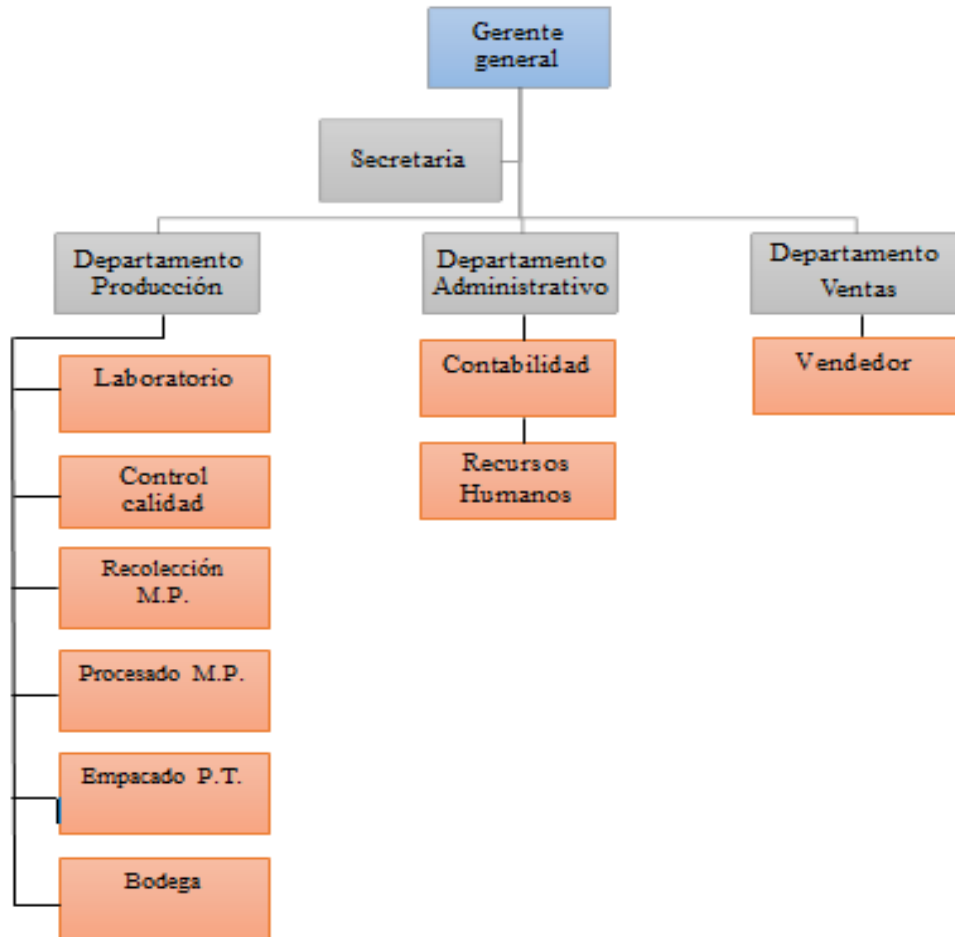 Gerente
general
Secretaria
Departamento
Producción
Departamento
Administrativo
Departamento
Ventas
Laboratorio
Control
calidad
Recolección
M.P.
Procesado M.P.
Empacado P.T.
Bodega
Contabilidad
Recursos
Humanos
Vendedor